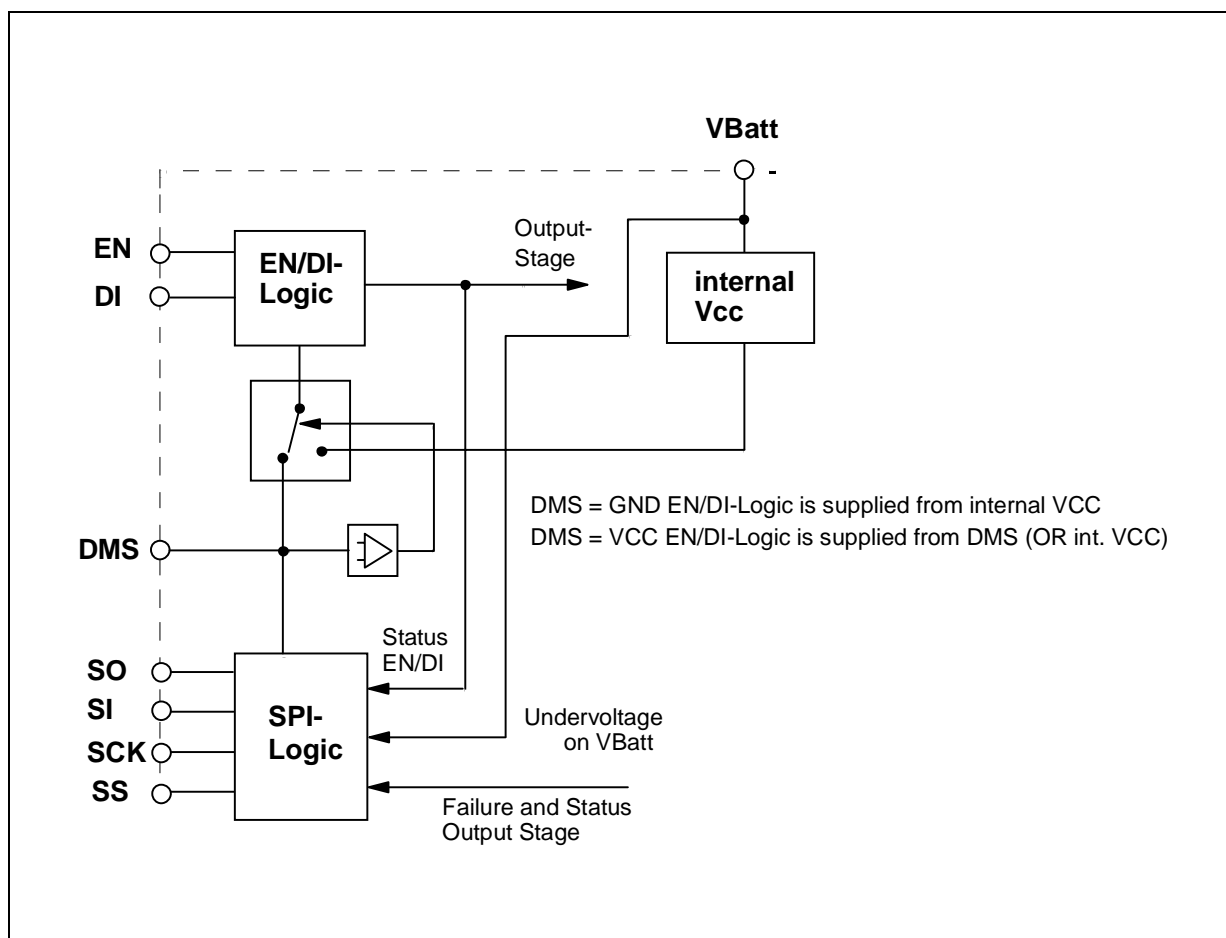 VBatt
-
EN
DI
EN/DI-
Logic
Output-
Stage
internal
Vcc
DMS = GND EN/DI-Logic is supplied from internal VCC
DMS = VCC EN/DI-Logic is supplied from DMS (OR int. VCC)
DMS
Status
EN/DI
SO
SI
SCK
SS
SPI-
Logic
Undervoltage
on VBatt
Failure and Status
Output Stage